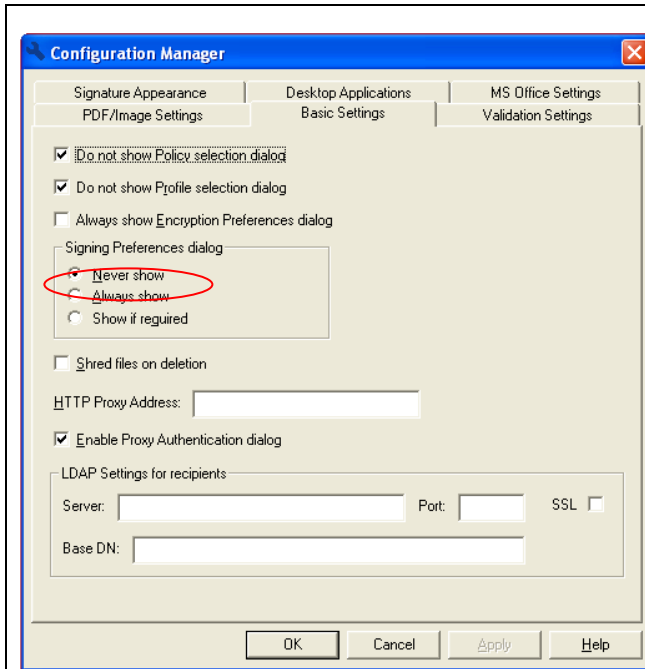 Configuration Manager
Signature Appearance Desktop Applications MS Office Settings
PDF/Image Settings Basic Settings Validation Settings
Do not show Policy selection dialog
Do not show Profile selection dialog
Always show Encryption Preferences dialog
Signing Preferences dialog
Never show
Always show
Show if required
Shred files on deletion
HTTP Proxy Address:
Enable Proxy Authentication dialog
LDAP Settings for recipients
Server: Port: SSL
Base DN:
OK Cancel Apply Help